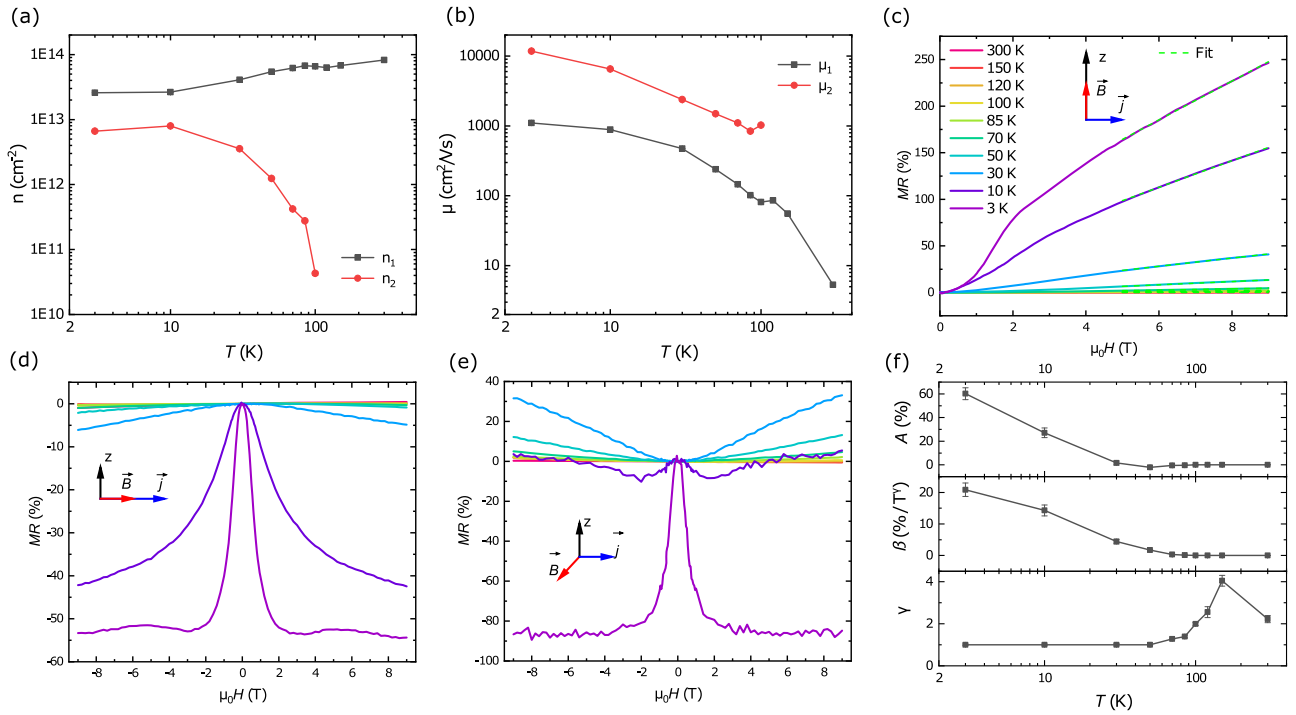 (a)
1E14
1E13
1E12
1E11
1E10
n (cm⁻²)
n₁
n₂
2
10
100
T (K)
(b)
10000
1000
100
10
2
μ (cm²/Vs)
μ₁
μ₂
2
10
100
T (K)
(c)
250
200
150
100
50
0
MR (%)
300 K
150 K
120 K
100 K
85 K
70 K
50 K
30 K
10 K
3 K
z
B
j
Fit
0
2
4
6
8
μ₀H (T)
(d)
0
-10
-20
-30
-40
-50
-60
MR (%)
z
B
j
-8
-6
-4
-2
0
2
4
6
8
μ₀H (T)
(e)
40
20
0
-20
-40
-60
-80
-100
MR (%)
z
B
j
-8
-6
-4
-2
0
2
4
6
8
μ₀H (T)
(f)
2
10
100
60
40
20
0
A (%)
20
10
0
β (%/T^γ)
4
2
0
γ
2
10
100
T (K)